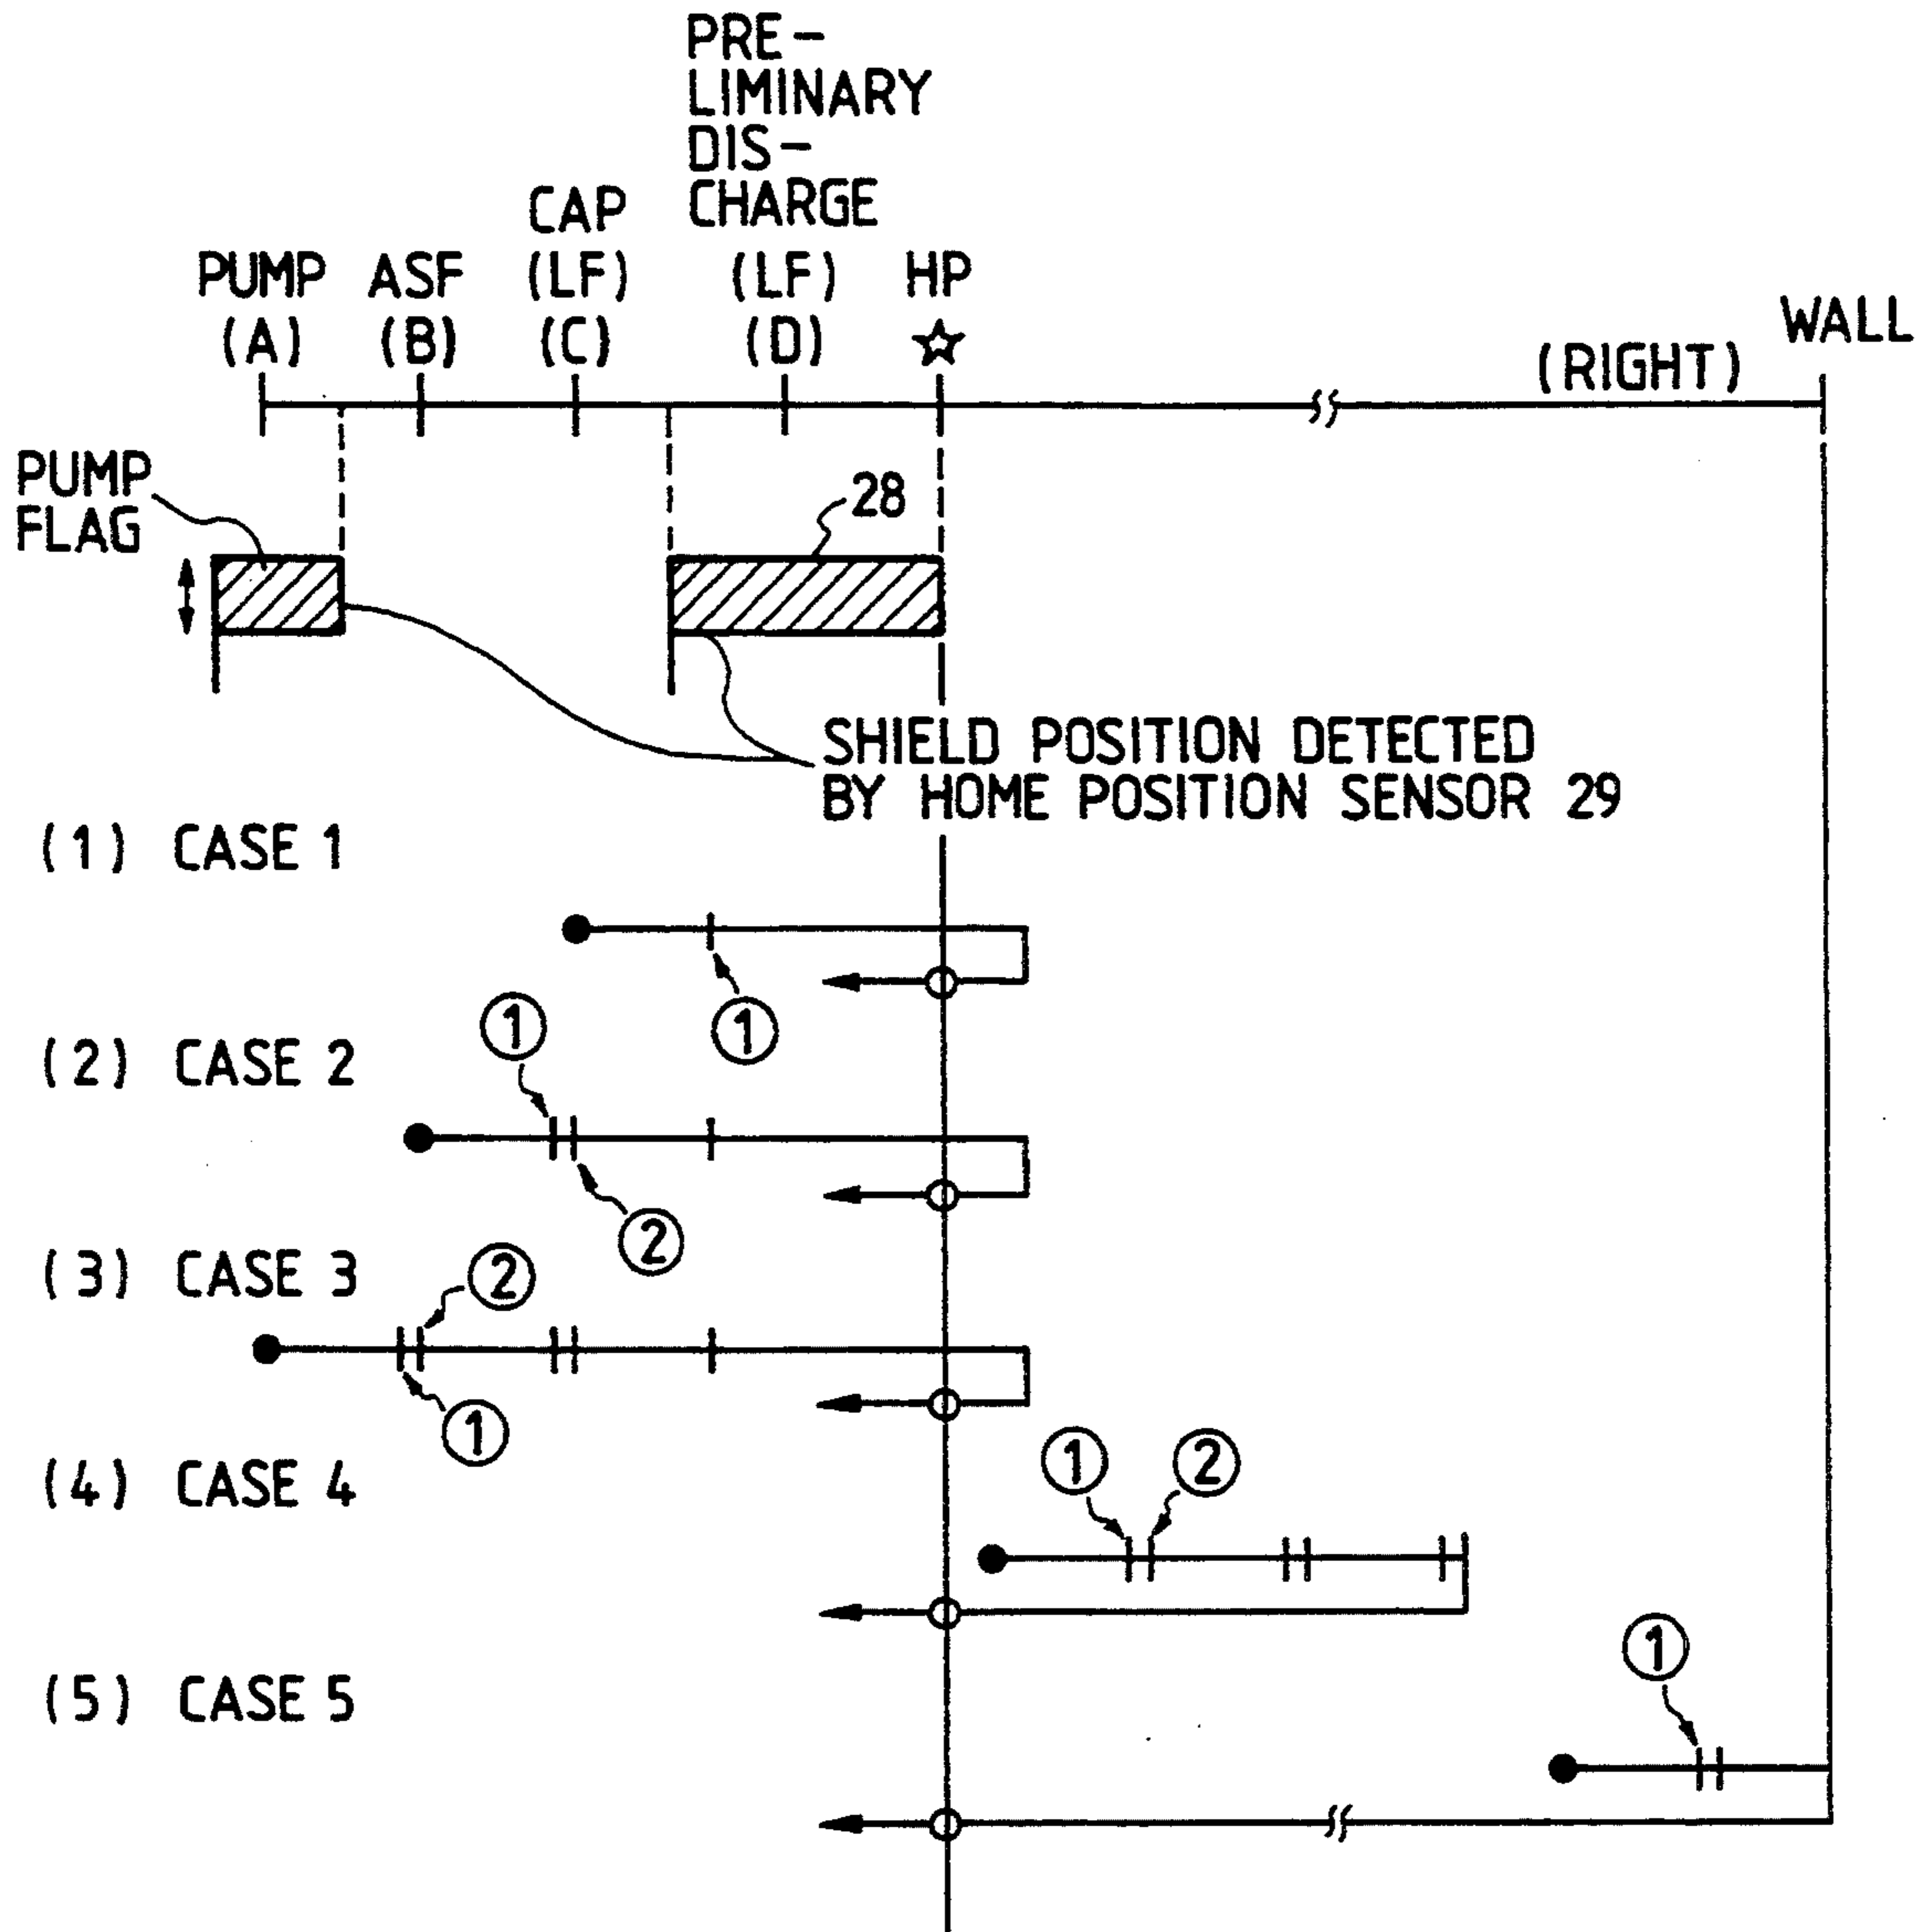 PRE-
LIMINARY
DIS-
CHARGE
CAP
PUMP ASF (LF) (LF) HP
(A) (B) (C) (D) ☆
(RIGHT) WALL
PUMP
FLAG
28
SHIELD POSITION DETECTED
BY HOME POSITION SENSOR 29
(1) CASE 1
①
①
(2) CASE 2
②
(3) CASE 3
②
①
(4) CASE 4
① ②
(5) CASE 5
①